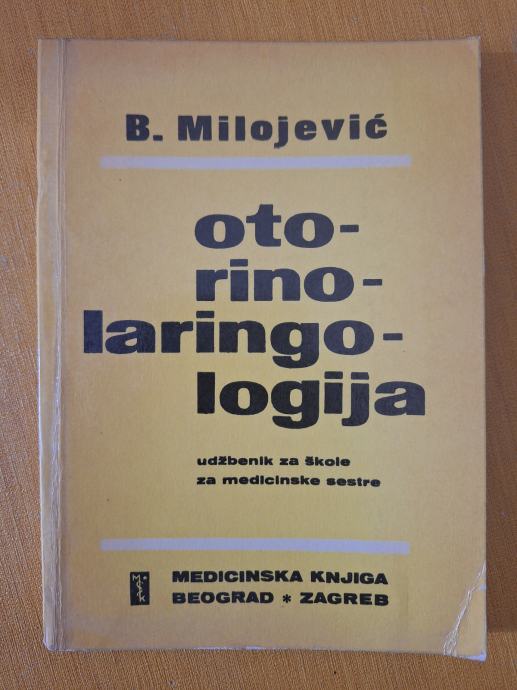 B. Milojević
oto-
rino-
laringo-
logija
udžbenik za škole
za medicinske sestre
MEDICINSKA KNJIGA
BEOGRAD * ZAGREB